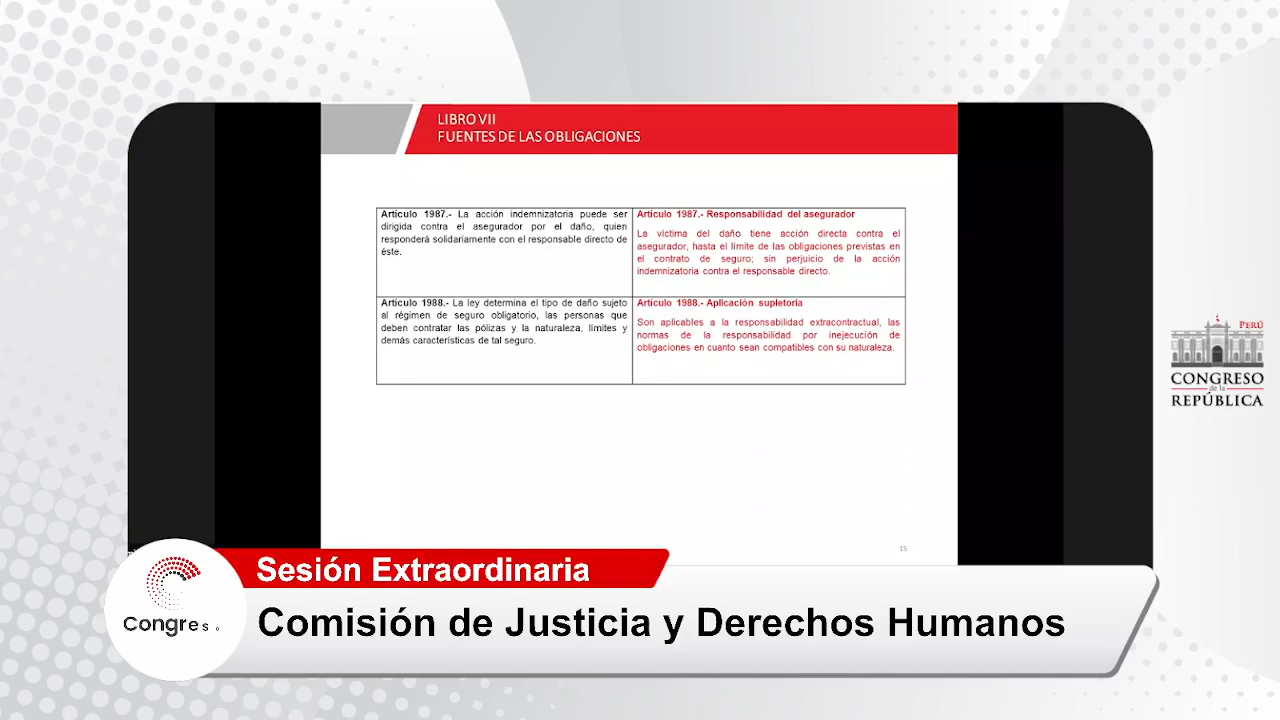 LIBRO VII
FUENTES DE LAS OBLIGACIONES
Artículo 1987.- La acción indemnizatoria puede ser
dirigida contra el asegurador por el daño, quien
responderá solidariamente con el responsable directo de
éste.
Artículo 1987.- Responsabilidad del asegurador
La víctima del daño tiene acción directa contra el
asegurador, hasta el límite de las obligaciones previstas en
el contrato de seguro; sin perjuicio de la acción
indemnizatoria contra el responsable directo.
Artículo 1988.- La ley determina el tipo de daño sujeto
al régimen de seguro obligatorio, las personas que
deben contratar las pólizas y la naturaleza, límites y
demás características de tal seguro.
Artículo 1988.- Aplicación supletoria
Son aplicables a la responsabilidad extracontractual, las
normas de la responsabilidad por inejecución de
obligaciones en cuanto sean compatibles con su naturaleza.
15
PERÚ
CONGRESO
de la
REPÚBLICA
Sesión Extraordinaria
Comisión de Justicia y Derechos Humanos
Congreso